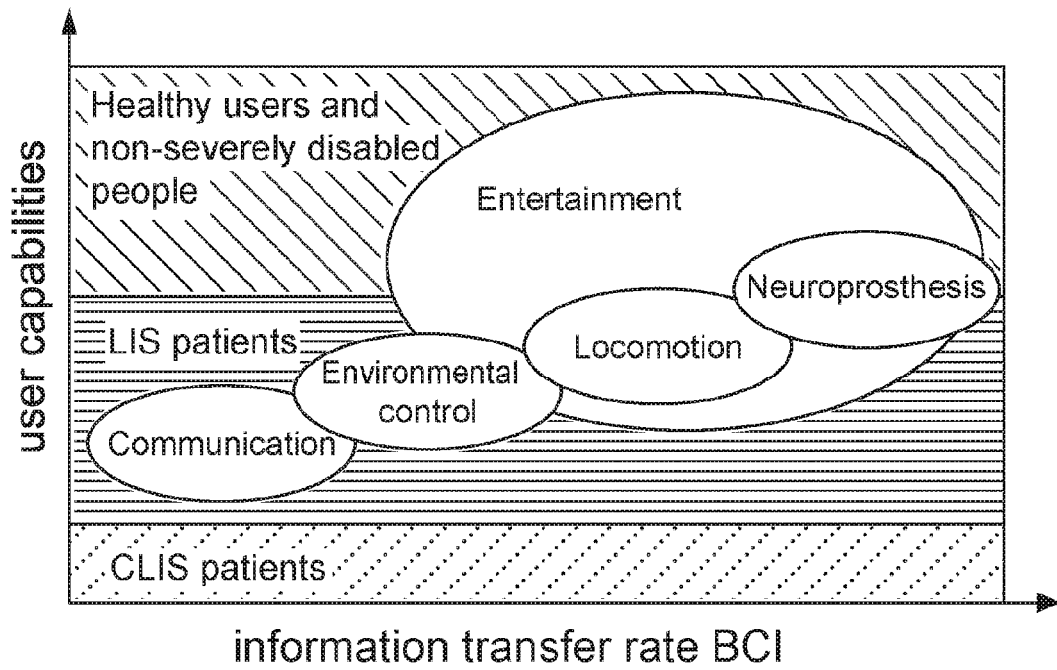 Healthy users and
non-severely disabled
people
Entertainment
Neuroprosthesis
LIS patients
Locomotion
Environmental
control
Communication
CLIS patients
user capabilities
information transfer rate BCI